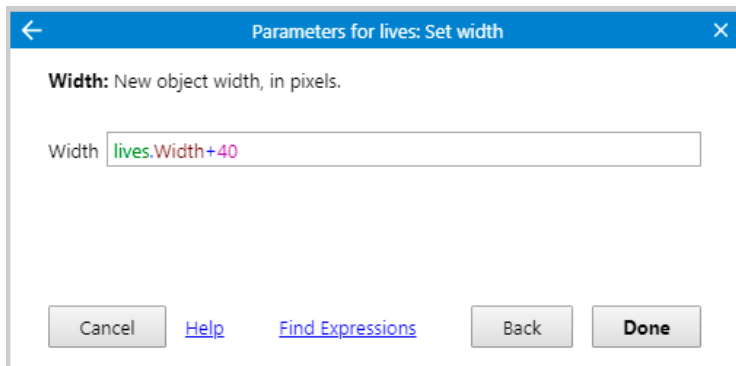 Parameters for lives: Set width
Width: New object width, in pixels.
Width lives.Width+40
Cancel Help Find Expressions Back Done